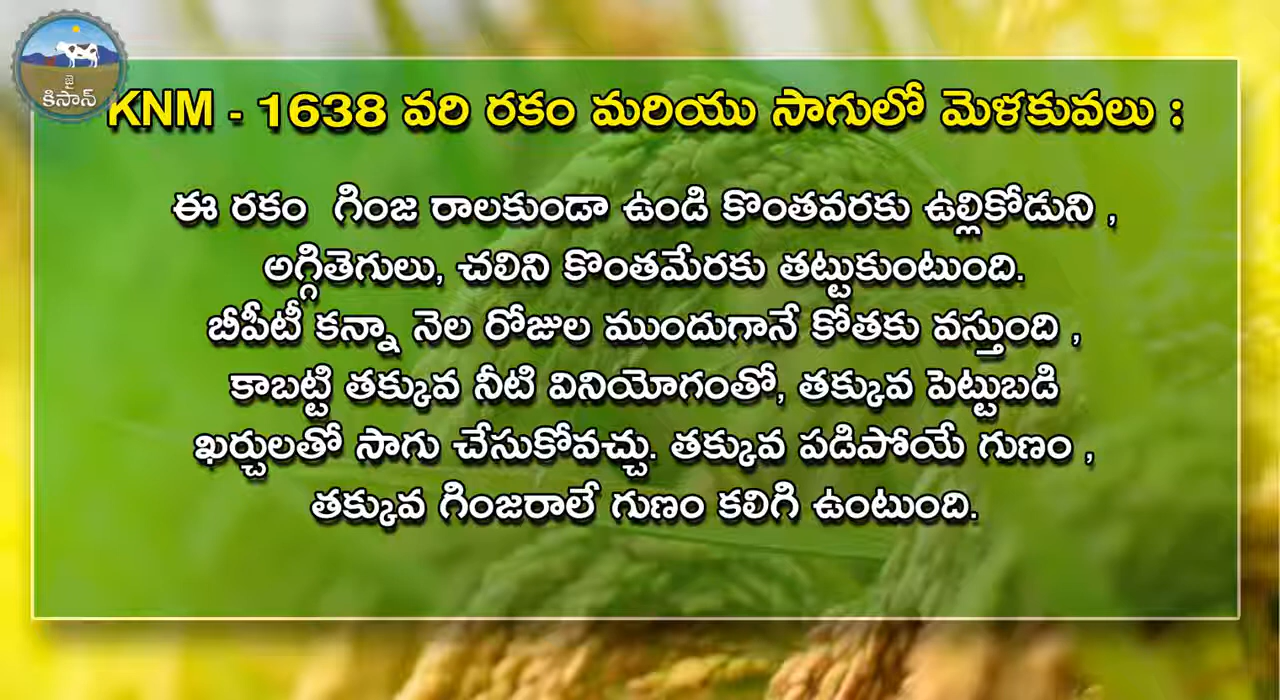 జై
కిసాన్
KNM - 1638 వరి రకం మరియు సాగులో మెళకువలు :
ఈ రకం గింజ రాలకుండా ఉండి కొంతవరకు ఉల్లికోడుని ,
అగ్గితెగులు, చలిని కొంతమేరకు తట్టుకుంటుంది.
బీపీటీ కన్నా నెల రోజుల ముందుగానే కోతకు వస్తుంది ,
కాబట్టి తక్కువ నీటి వినియోగంతో, తక్కువ పెట్టుబడి
ఖర్చులతో సాగు చేసుకోవచ్చు. తక్కువ పడిపోయే గుణం ,
తక్కువ గింజరాలే గుణం కలిగి ఉంటుంది.